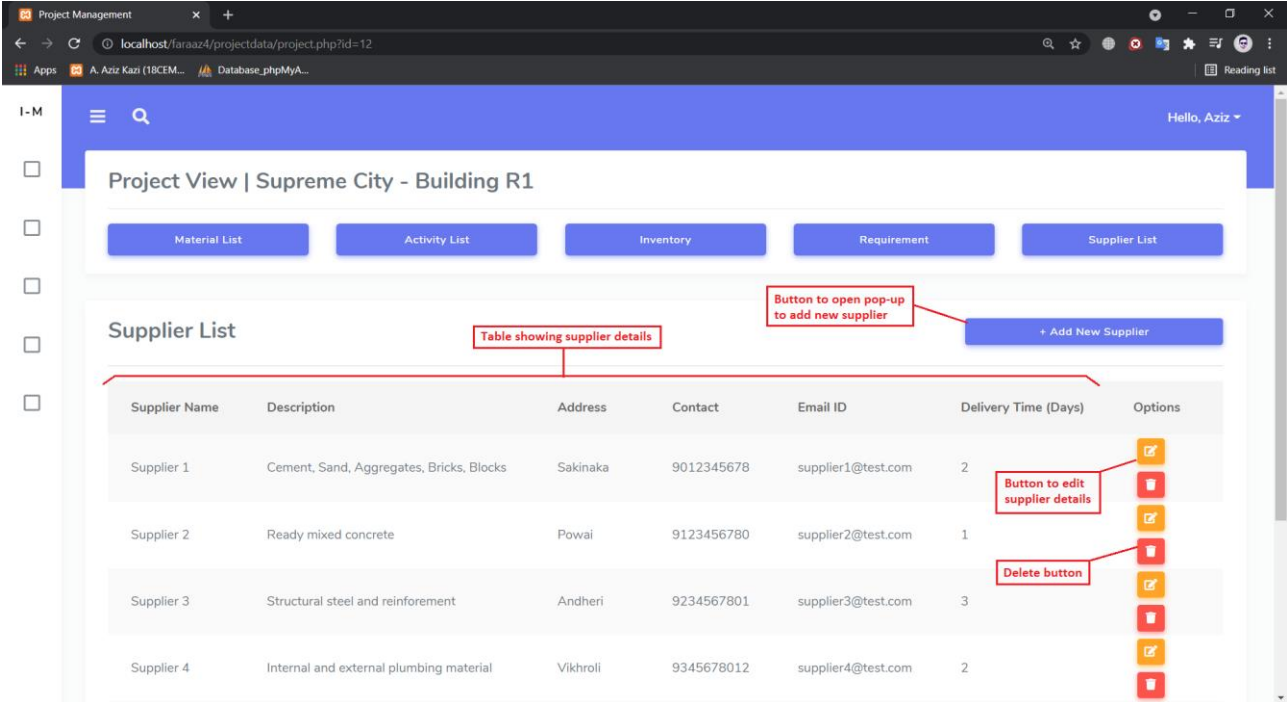 Project Management
localhost/faraaz4/projectdata/project.php?id=12
Apps A. Aziz Kazi (18CEM... Database_phpMyA... Reading list
I-M
Hello, Aziz
Project View | Supreme City - Building R1
Material List Activity List Inventory Requirement Supplier List
Button to open pop-up
to add new supplier
Supplier List
Table showing supplier details
+ Add New Supplier
Supplier Name Description Address Contact Email ID Delivery Time (Days) Options
Supplier 1 Cement, Sand, Aggregates, Bricks, Blocks Sakinaka 9012345678 supplier1@test.com 2
Button to edit
supplier details
Supplier 2 Ready mixed concrete Powai 9123456780 supplier2@test.com 1
Delete button
Supplier 3 Structural steel and reinforement Andheri 9234567801 supplier3@test.com 3
Supplier 4 Internal and external plumbing material Vikhroli 9345678012 supplier4@test.com 2